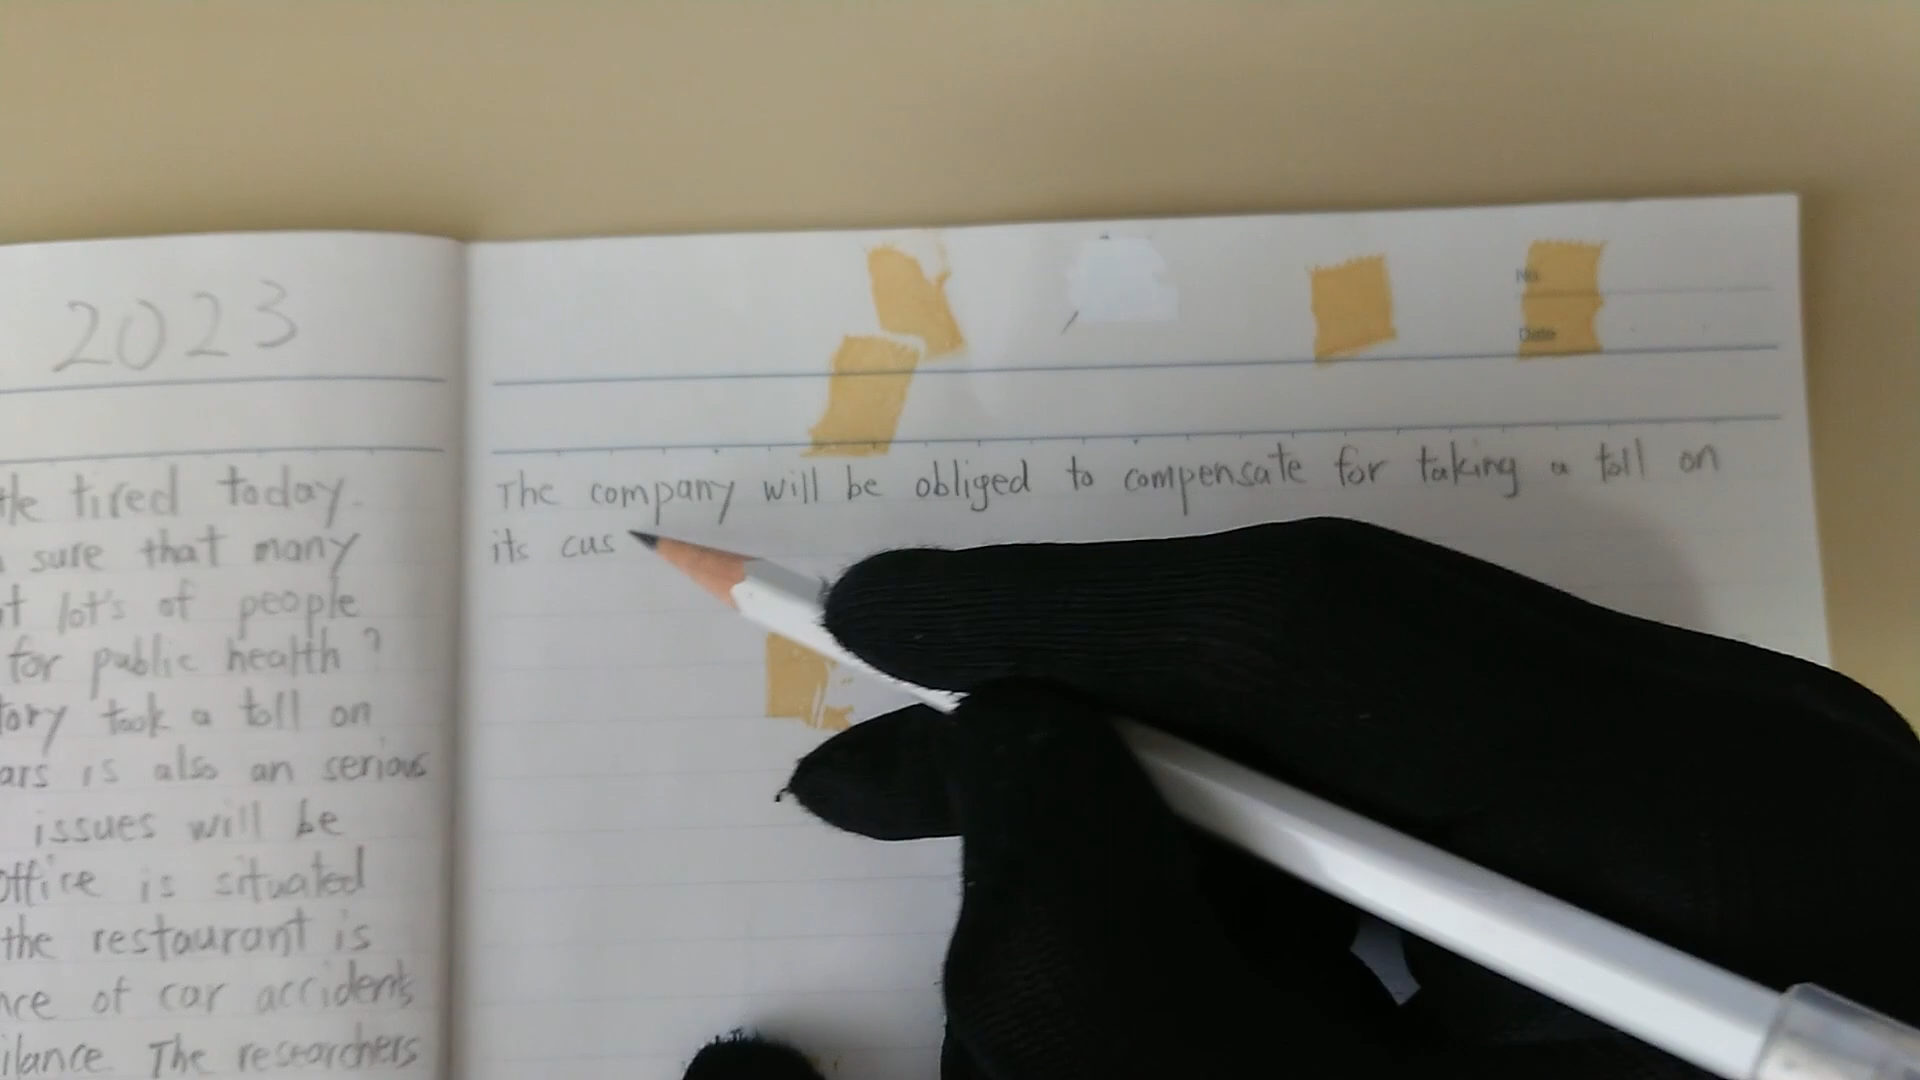 2023
tired today.
sure that many
lot's of people
for public health ?
took a toll on
is also an serious
issues will be
office is situated
the restaurant is
of car accidents
The researchers
No.
Date
The company will be obliged to compensate for taking a toll on
its cus